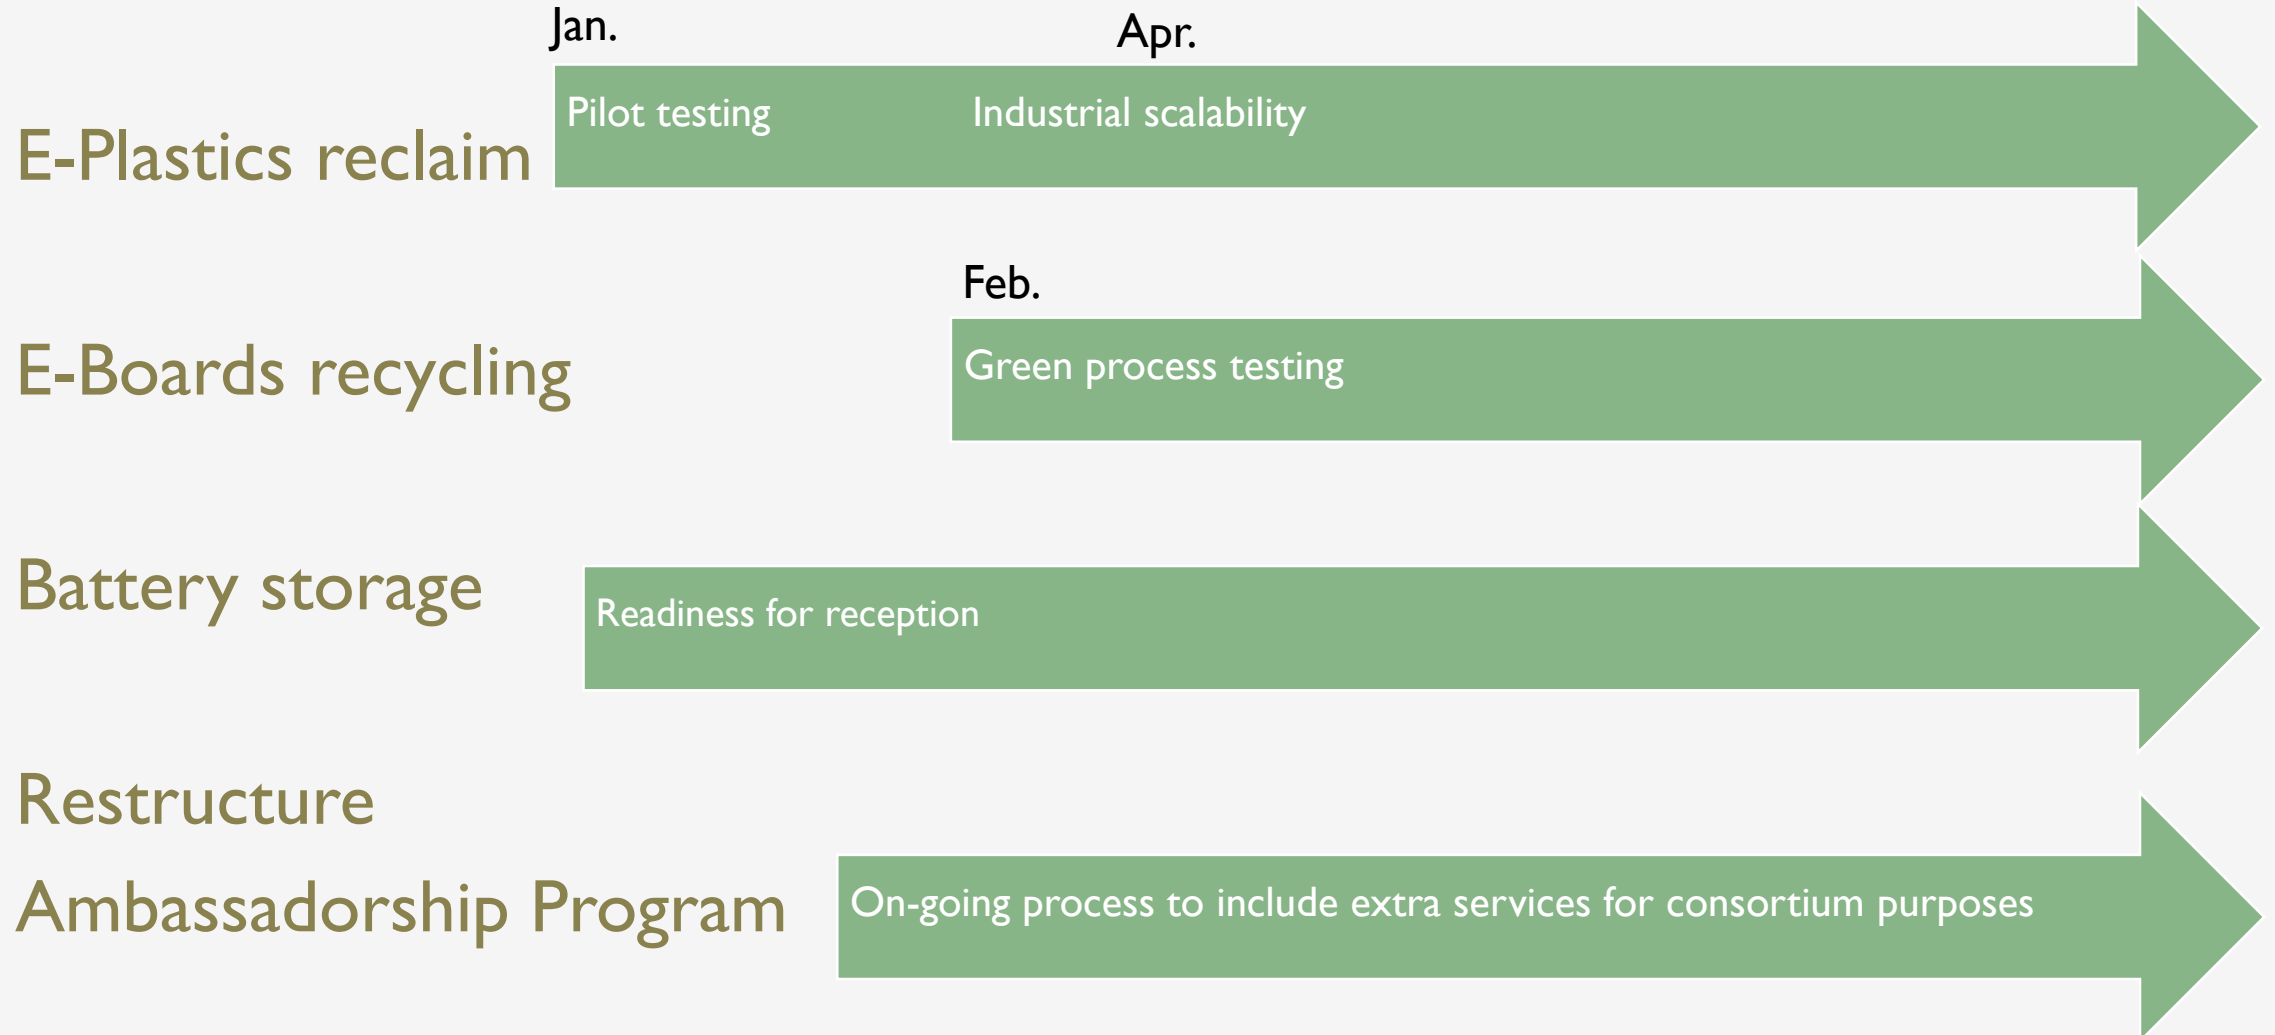 Jan.
Apr.
E-Plastics reclaim
Pilot testing
Industrial scalability
Feb.
E-Boards recycling
Green process testing
Battery storage
Readiness for reception
Restructure
Ambassadorship Program
On-going process to include extra services for consortium purposes